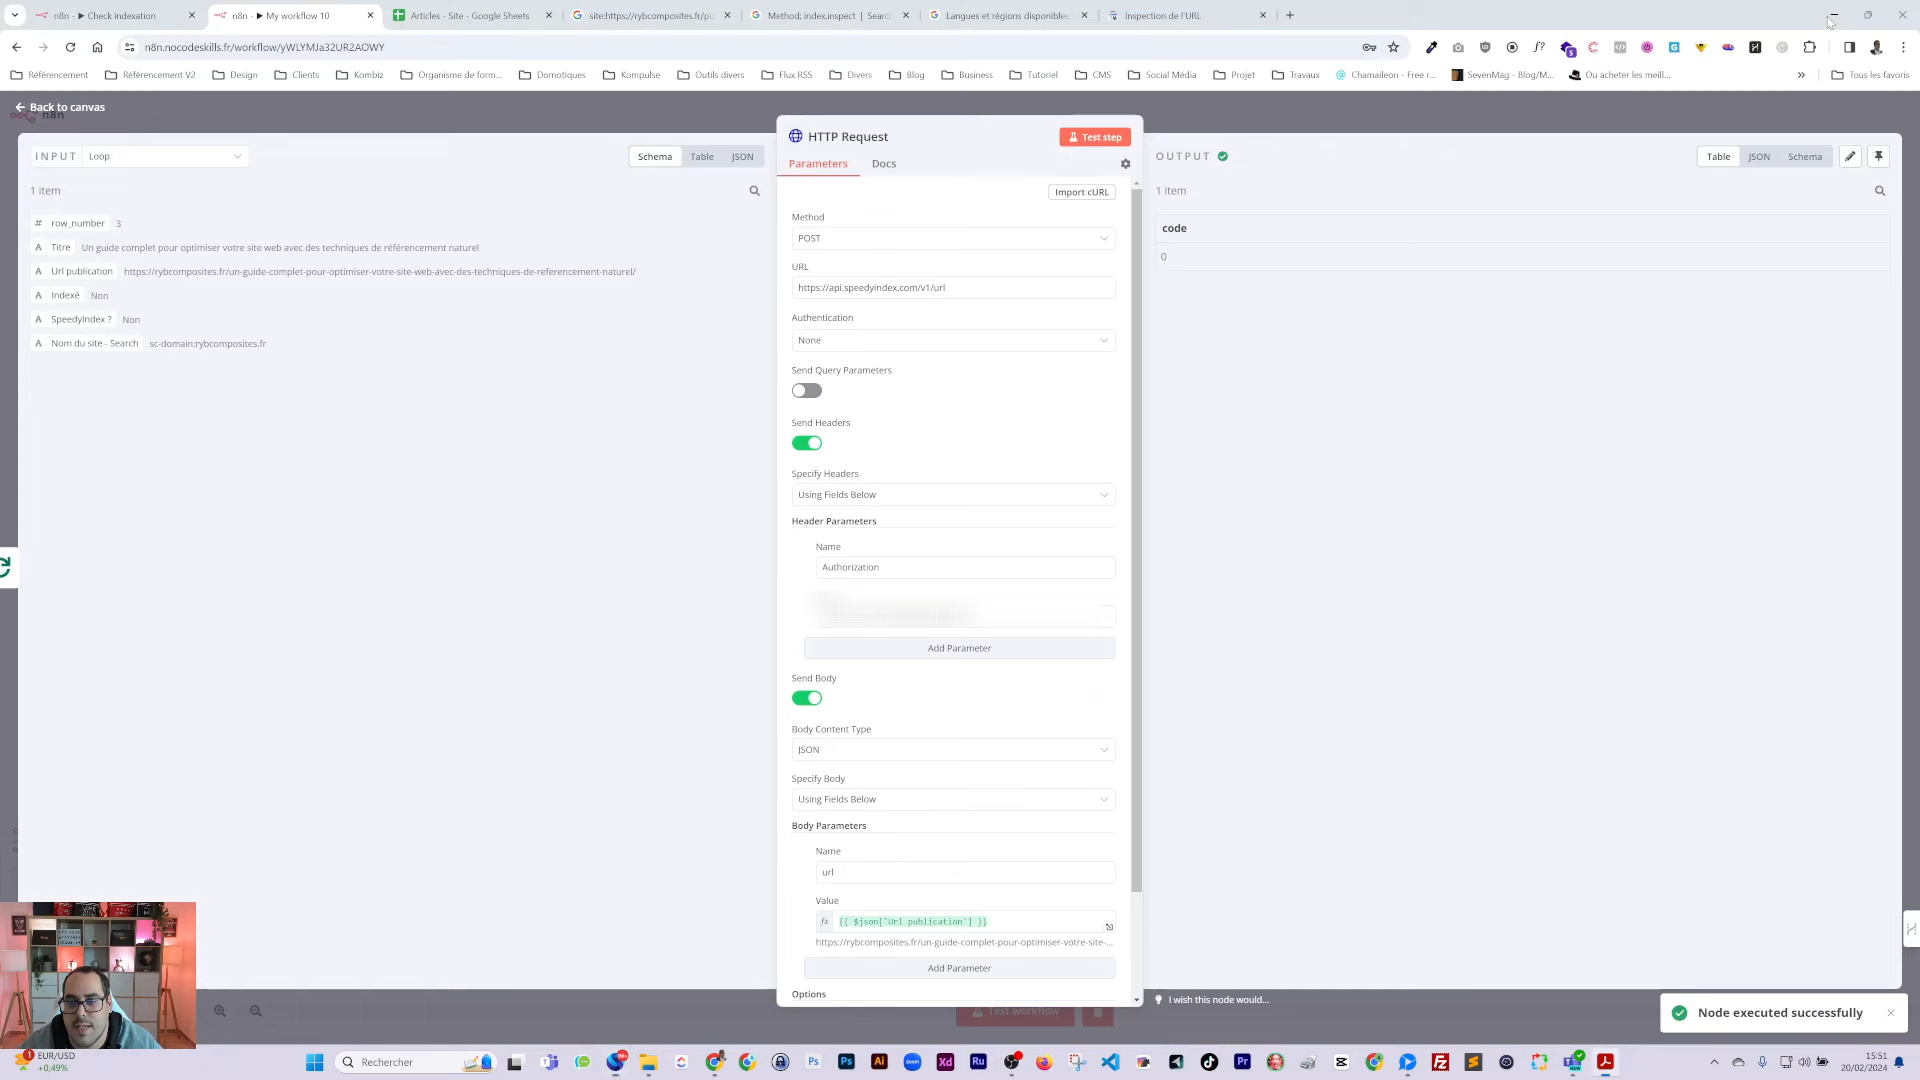 n8n - ▶ Check indexation
n8n - ▶ My workflow 10
Articles - Site - Google Sheets
site:https://rybcomposites.fr/pu
Method: index.inspect | Search
Langues et régions disponibles
Inspection de l'URL
n8n.nocodeskills.fr/workflow/yWLYMJa32UR2AOWY
Référencement
Référencement V2
Design
Clients
Kombiz
Organisme de form...
Domotiques
Kompulse
Outils divers
Flux RSS
Divers
Blog
Business
Tutoriel
CMS
Social Média
Projet
Travaux
Chamaileon - Free r...
SevenMag - Blog/M...
Ou acheter les meill...
»
Tous les favoris
Back to canvas
n8n
INPUT
Loop
Schema
Table
JSON
1 item
# row_number 3
A Titre Un guide complet pour optimiser votre site web avec des techniques de référencement naturel
A Url publication https://rybcomposites.fr/un-guide-complet-pour-optimiser-votre-site-web-avec-des-techniques-de-referencement-naturel/
A Indexé Non
A SpeedyIndex ? Non
A Nom du site - Search sc-domain:rybcomposites.fr
HTTP Request
Test step
Parameters
Docs
Import cURL
Method
POST
URL
https://api.speedyindex.com/v1/url
Authentication
None
Send Query Parameters
Send Headers
Specify Headers
Using Fields Below
Header Parameters
Name
Authorization
Add Parameter
Send Body
Body Content Type
JSON
Specify Body
Using Fields Below
Body Parameters
Name
url
Value
fx {{ $json['Url publication'] }}
https://rybcomposites.fr/un-guide-complet-pour-optimiser-votre-site-...
Add Parameter
Options
OUTPUT
Table
JSON
Schema
1 item
code
0
I wish this node would...
Test workflow
Node executed successfully
EUR/USD
+0,49%
Rechercher
15:51
20/02/2024